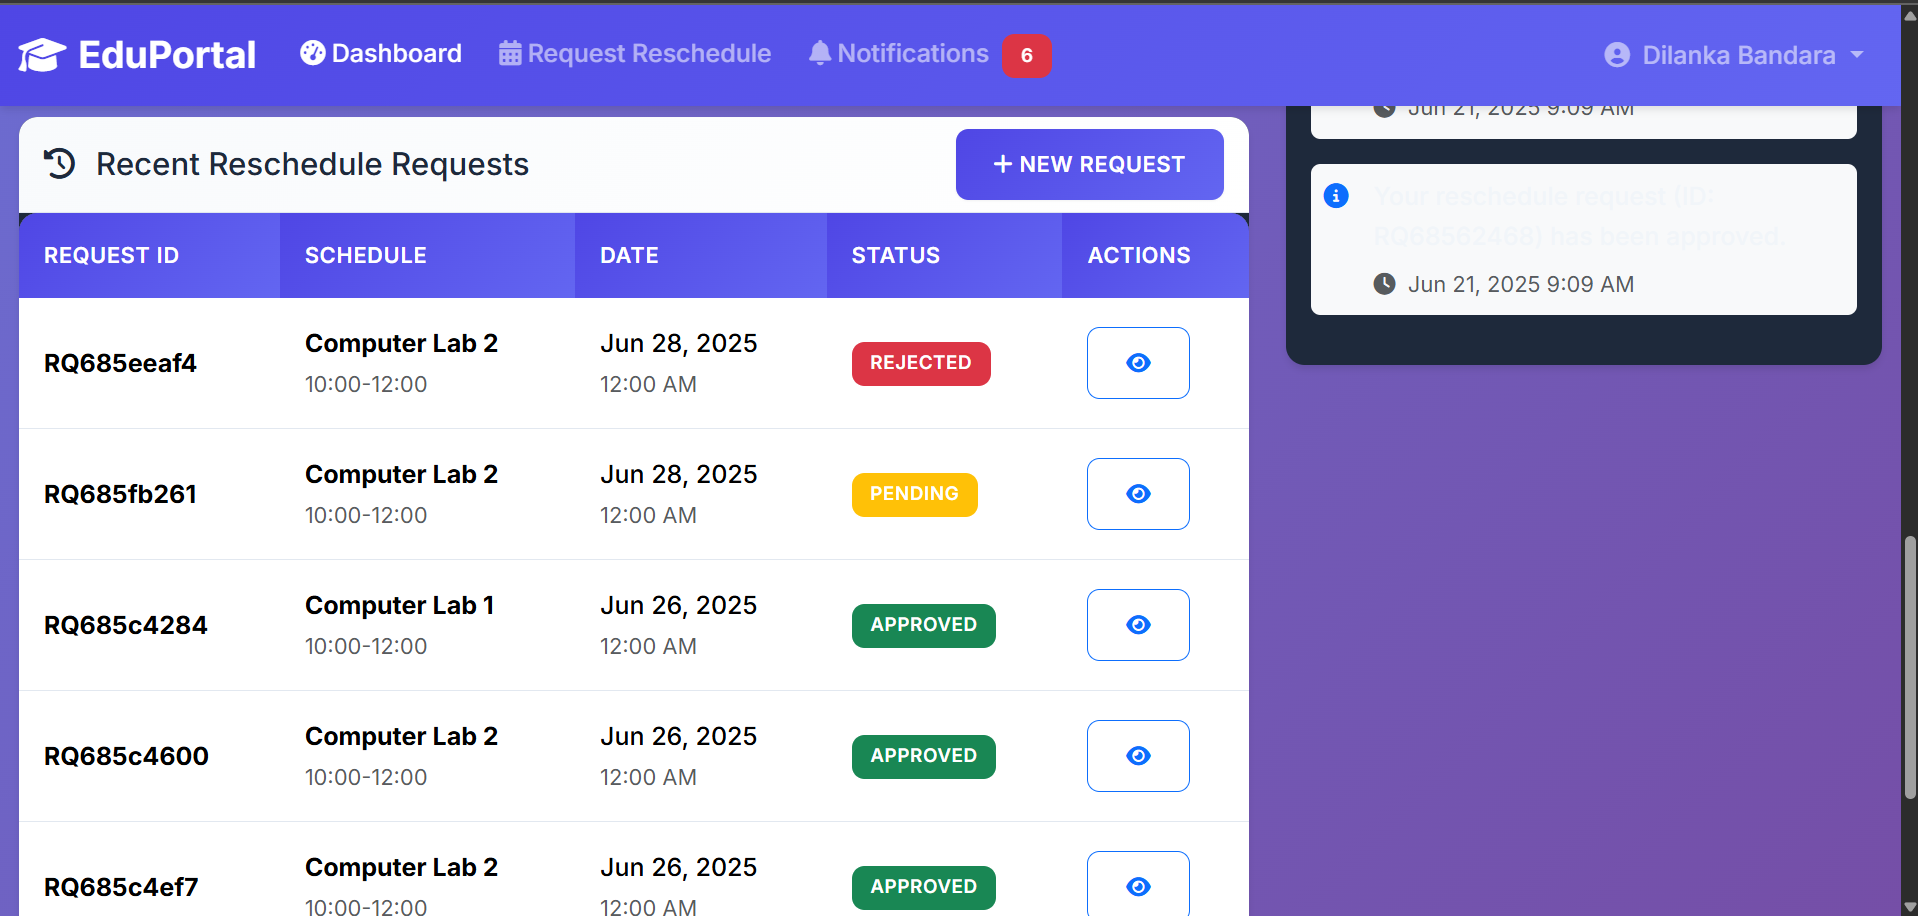 EduPortal Dashboard Request Reschedule Notifications 6 Dilanka Bandara
Recent Reschedule Requests + NEW REQUEST
REQUEST ID SCHEDULE DATE STATUS ACTIONS
RQ685eeaf4 Computer Lab 2 Jun 28, 2025 REJECTED
10:00-12:00 12:00 AM
RQ685fb261 Computer Lab 2 Jun 28, 2025 PENDING
10:00-12:00 12:00 AM
RQ685c4284 Computer Lab 1 Jun 26, 2025 APPROVED
10:00-12:00 12:00 AM
RQ685c4600 Computer Lab 2 Jun 26, 2025 APPROVED
10:00-12:00 12:00 AM
RQ685c4ef7 Computer Lab 2 Jun 26, 2025 APPROVED
10:00-12:00 12:00 AM
Jun 21, 2025 9:09 AM
Your reschedule request (ID:
RQ68562468) has been approved.
Jun 21, 2025 9:09 AM